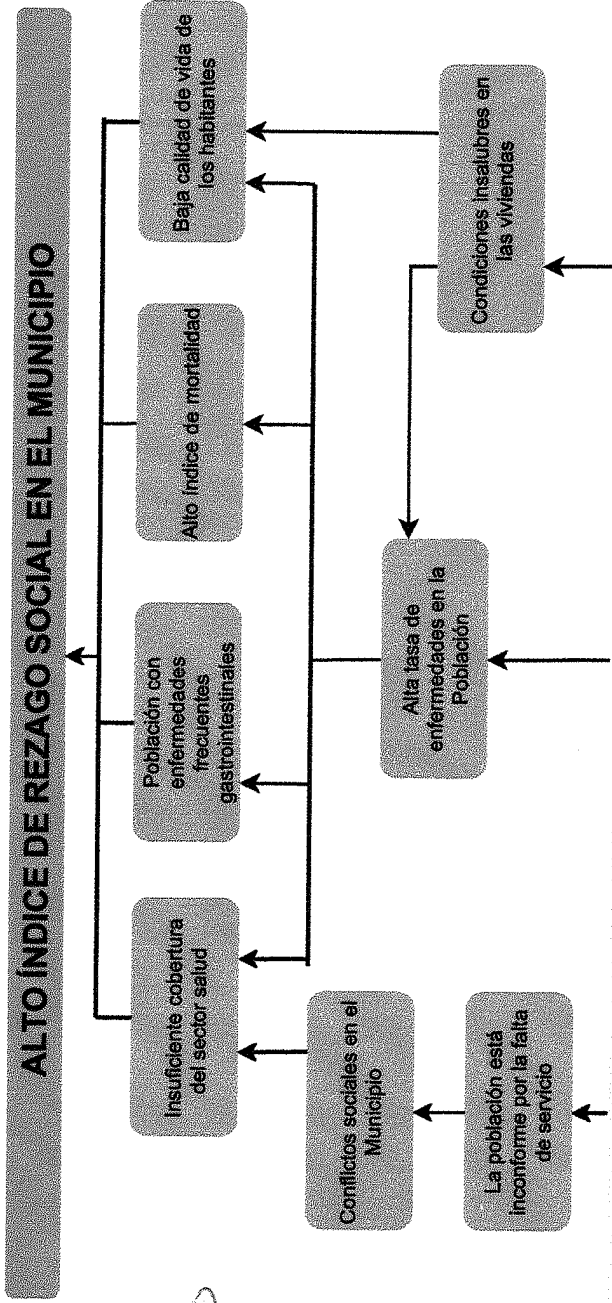 ALTO ÍNDICE DE REZAGO SOCIAL EN EL MUNICIPIO
Insuficiente cobertura
del sector salud
Población con
enfermedades
frecuentes
gastrointestinales
Alto índice de mortalidad
Baja calidad de vida de
los habitantes
Conflictos sociales en el
Municipio
Alta tasa de
enfermedades en la
Población
Condiciones Insalubres en
las viviendas
La población está
inconforme por la falta
de servicio